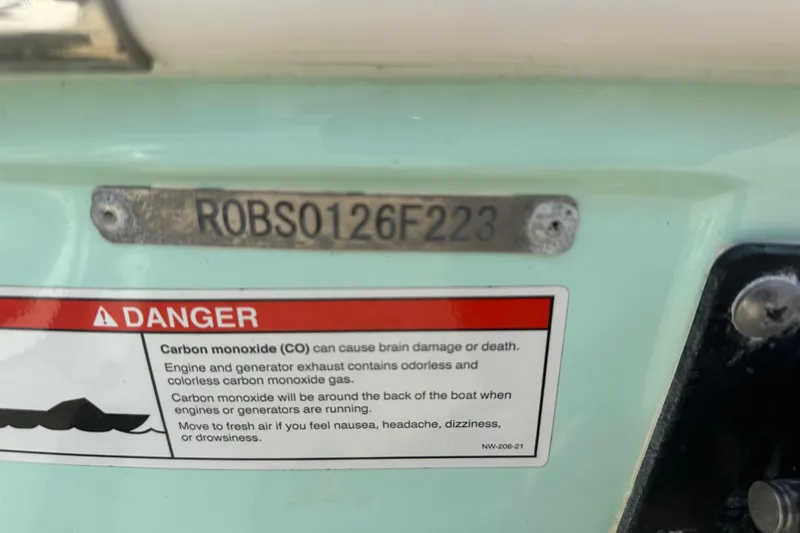 ROBS0126F223
DANGER
Carbon monoxide (CO) can cause brain damage or death.
Engine and generator exhaust contains odorless and
colorless carbon monoxide gas.
Carbon monoxide will be around the back of the boat when
engines or generators are running.
Move to fresh air if you feel nausea, headache, dizziness,
or drowsiness.
NW-206-21